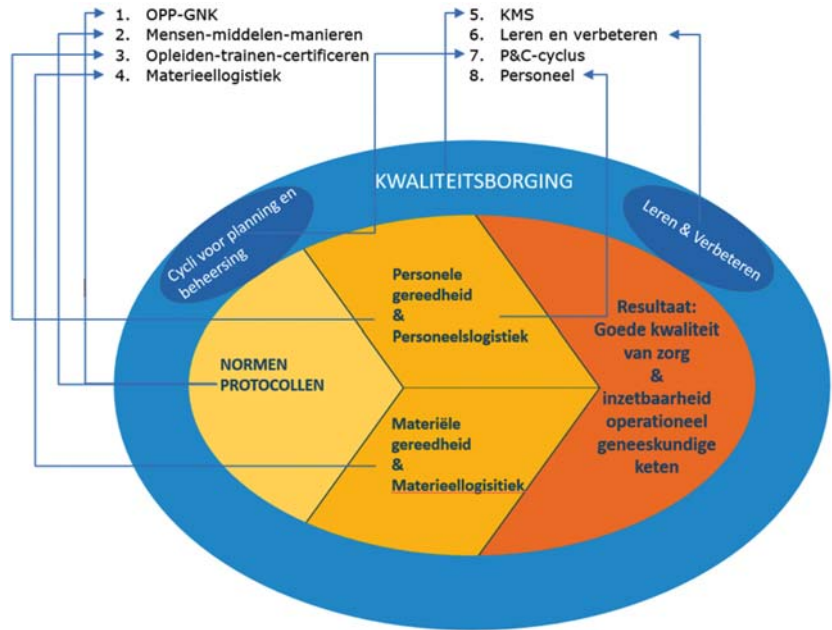 1. OPP-GNK
2. Mensen-middelen-manieren
3. Opleiden-trainen-certificeren
4. Materieellogistiek
5. KMS
6. Leren en verbeteren
7. P&C-cyclus
8. Personeel
KWALITEITSBORGING
Cycli voor planning en
beheersing
Leren & Verbeteren
NORMEN
PROTOCOLLEN
Personele
gereedheid
&
Personeelslogistiek
Materiële
gereedheid
&
Materieellogisitiek
Resultaat:
Goede kwaliteit
van zorg
&
inzetbaarheid
operationeel
geneeskundige
keten